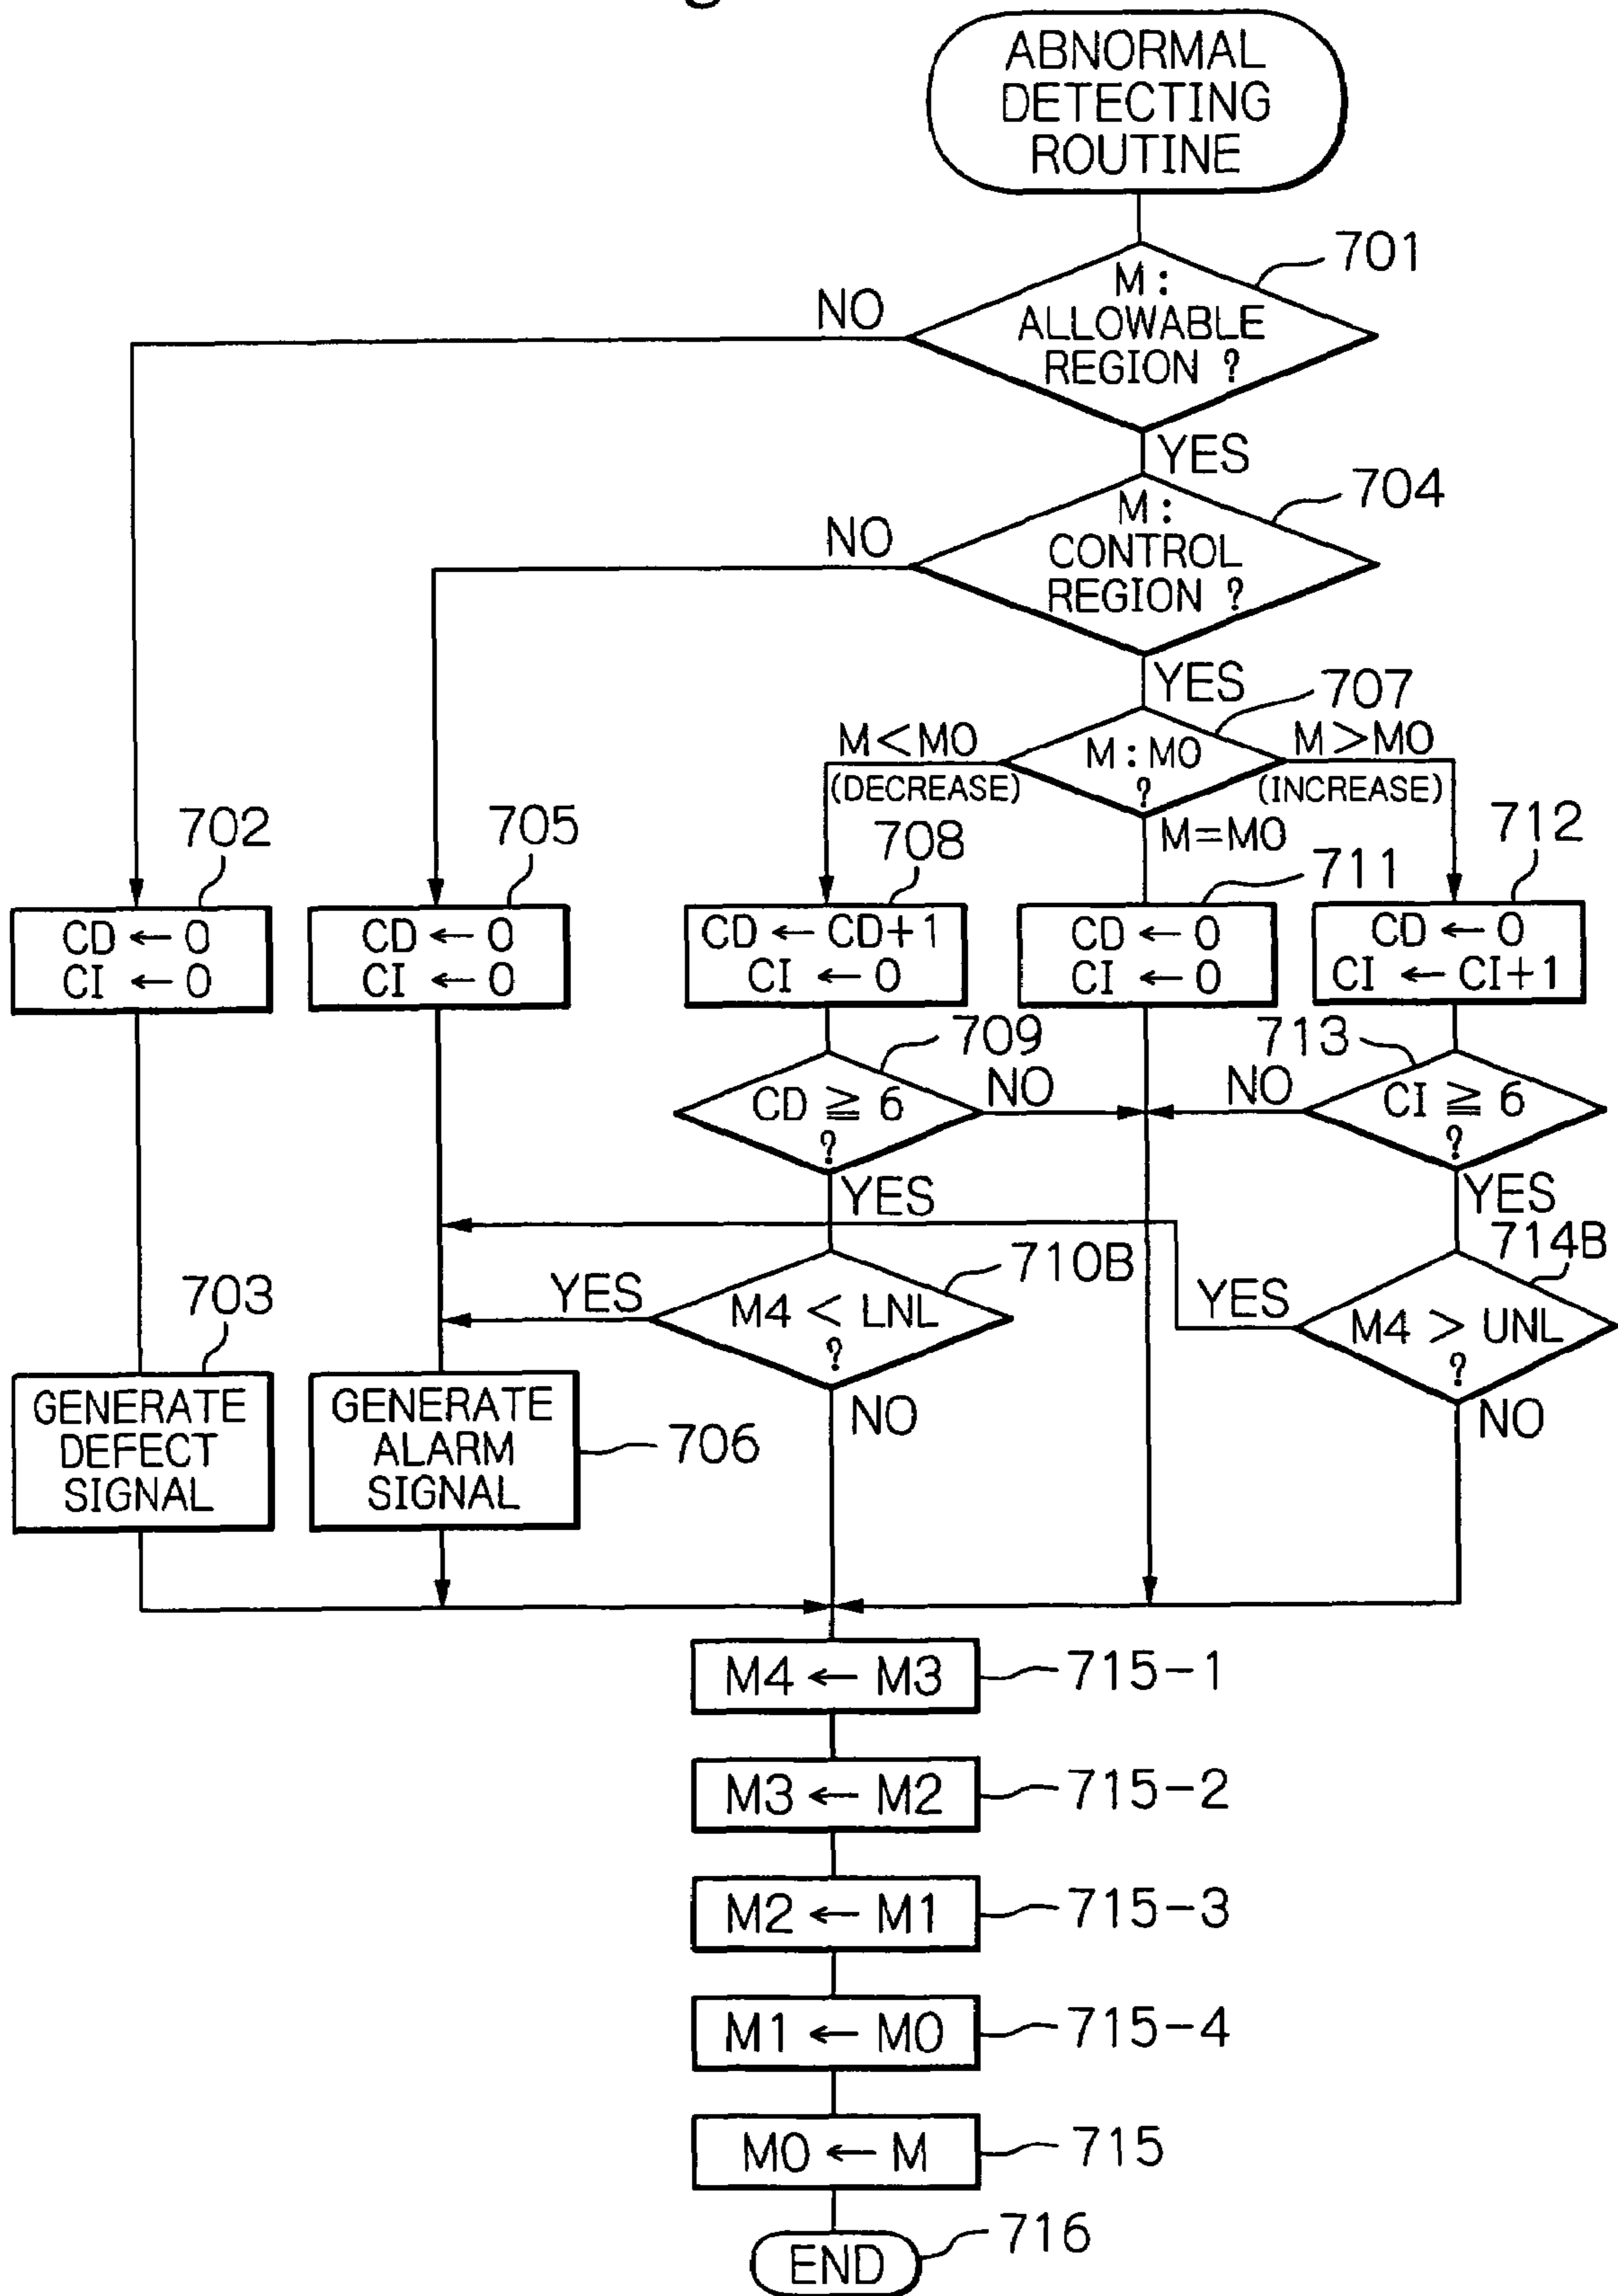 ABNORMAL
DETECTING
ROUTINE
701
M :
ALLOWABLE
REGION ?
NO
YES
704
M :
CONTROL
REGION ?
NO
YES
707
M : M0
?
M<M0
(DECREASE)
M>M0
(INCREASE)
M=M0
702
CD ← 0
CI ← 0
705
CD ← 0
CI ← 0
708
CD ← CD+1
CI ← 0
711
CD ← 0
CI ← 0
712
CD ← 0
CI ← CI+1
709
CD ≧ 6
?
NO
YES
713
CI ≧ 6
?
NO
YES
710B
M4 < LNL
?
YES
NO
714B
M4 > UNL
?
YES
NO
703
GENERATE
DEFECT
SIGNAL
GENERATE
ALARM
SIGNAL
706
M4 ← M3
715-1
M3 ← M2
715-2
M2 ← M1
715-3
M1 ← M0
715-4
M0 ← M
715
END
716